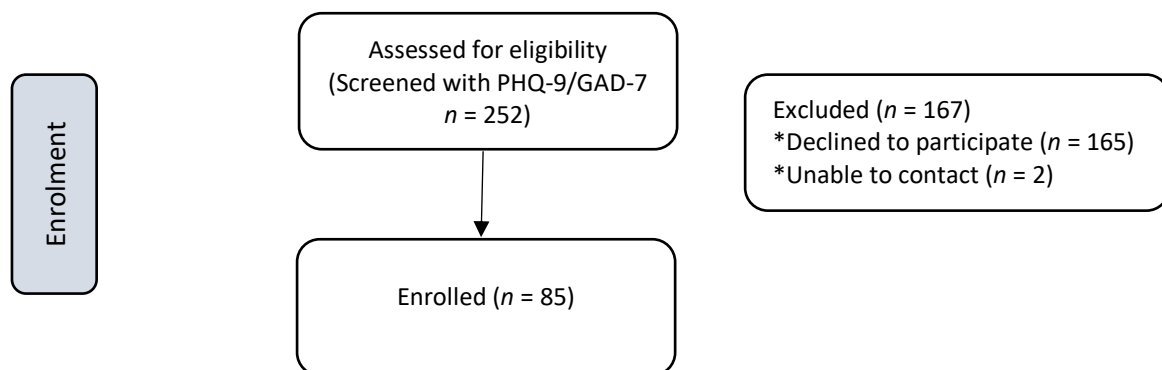 Enrolment
Assessed for eligibility
(Screened with PHQ-9/GAD-7
n = 252)
Excluded (n = 167)
*Declined to participate (n = 165)
*Unable to contact (n = 2)
Enrolled (n = 85)